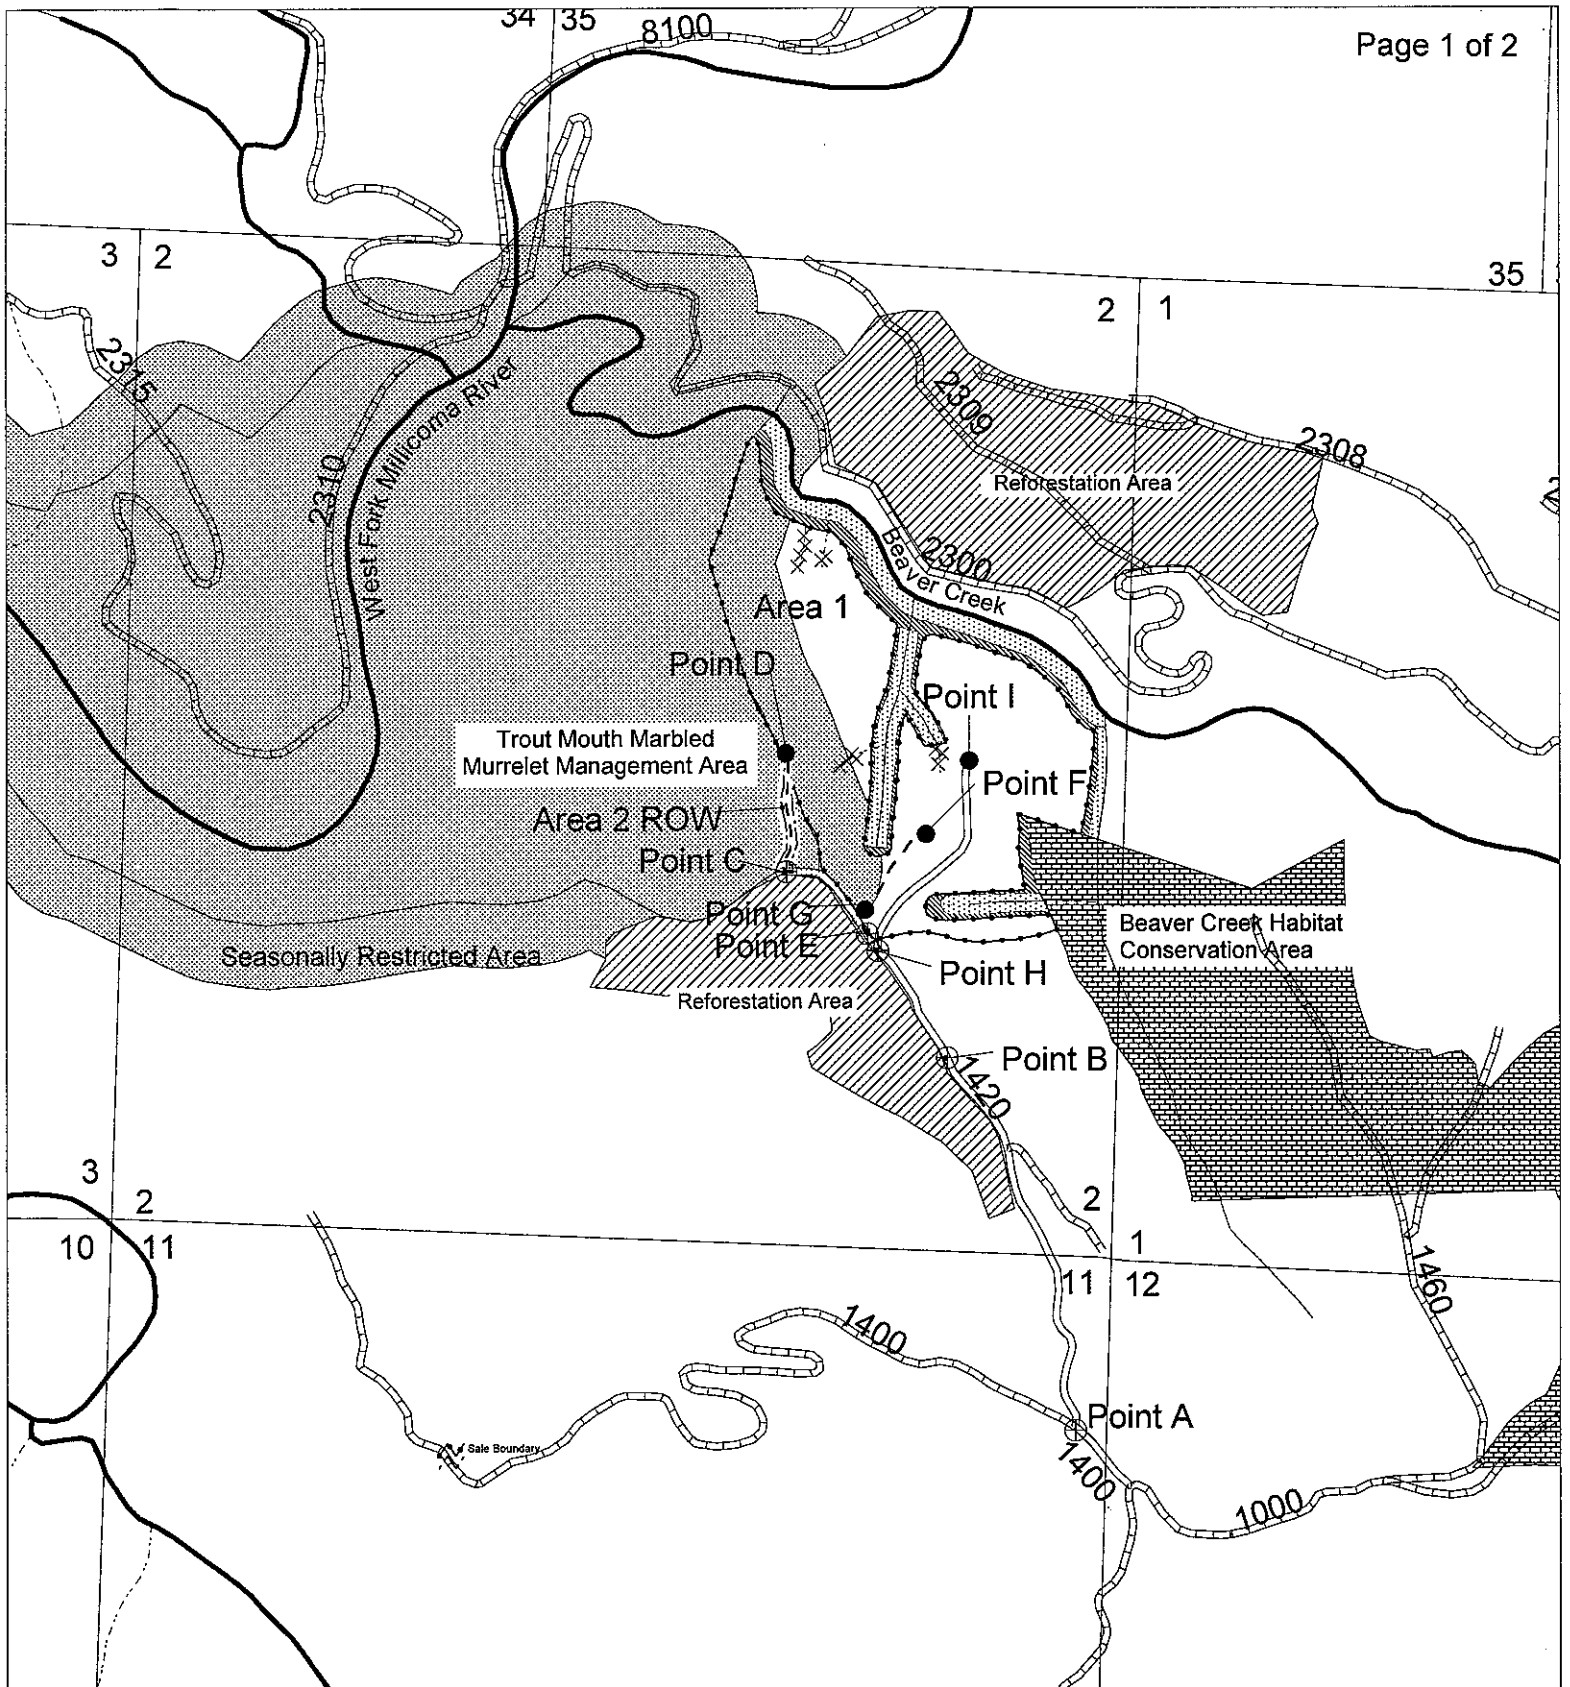 34 35
8100
Page 1 of 2
3 2
35
2 1
2315
2309
2308
2310
West Fork Millicoma River
Reforestation Area
Beaver Creek
2300
Area 1
Point D
Point I
Trout Mouth Marbled
Murrelet Management Area
Point F
Area 2 ROW
Point C
Point G
Point E
Beaver Creek Habitat
Conservation Area
Seasonally Restricted Area
Point H
Reforestation Area
Point B
1420
3
2
2
1
10 11
11 12
1460
1400
Point A
Sale Boundary
1400
1000